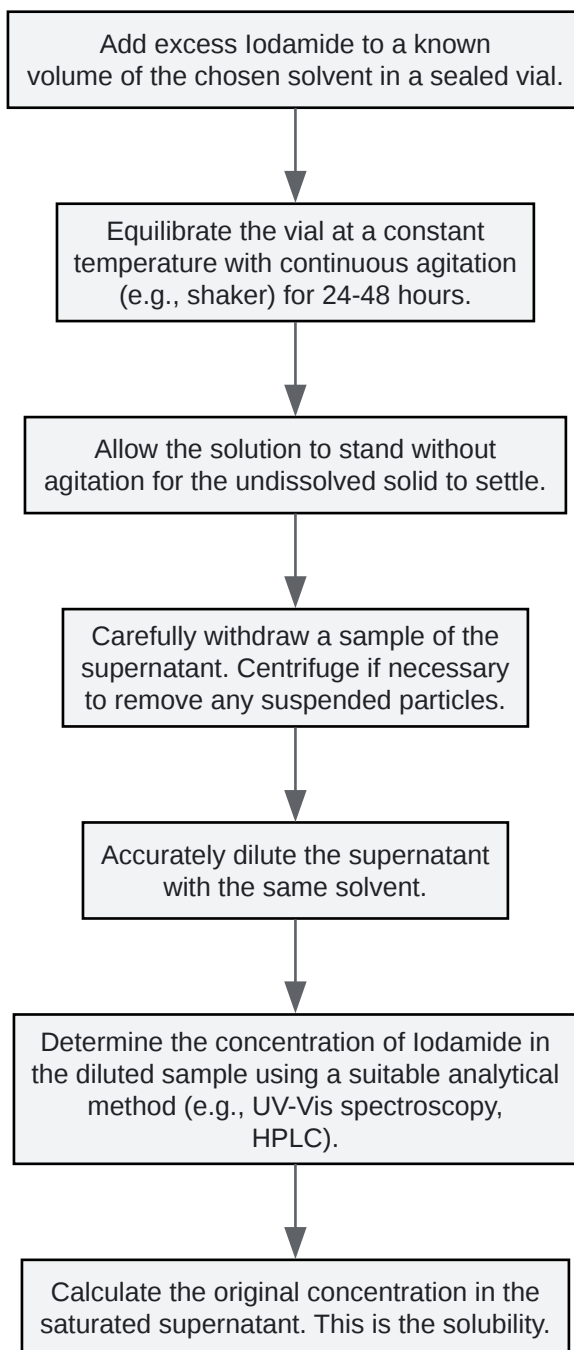 Add excess Iodamide to a known
volume of the chosen solvent in a sealed vial.
Equilibrate the vial at a constant
temperature with continuous agitation
(e.g., shaker) for 24-48 hours.
Allow the solution to stand without
agitation for the undissolved solid to settle.
Carefully withdraw a sample of the
supernatant. Centrifuge if necessary
to remove any suspended particles.
Accurately dilute the supernatant
with the same solvent.
Determine the concentration of Iodamide in
the diluted sample using a suitable analytical
method (e.g., UV-Vis spectroscopy,
HPLC).
Calculate the original concentration in the
saturated supernatant. This is the solubility.